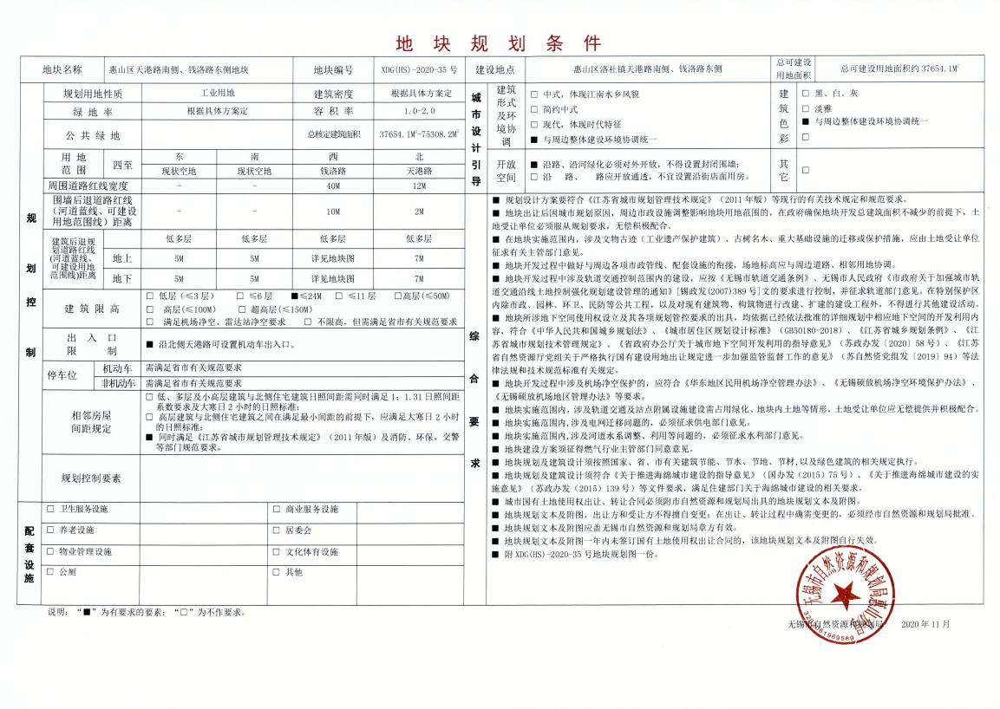 地块规划条件
地块名称 惠山区天港路南侧、钱洛路东侧地块 地块编号 XDG(HS)-2020-35 号 建设地点 惠山区洛社镇天港路南侧、钱洛路东侧 总可建设用地面积 总可建设用地面积约37654.1M²
规划控制
规划用地性质 工业用地 建筑密度 根据具体方案定
绿地率 根据具体方案定 容积率 1.0-2.0
公共绿地 总核定建筑面积 37654.1M²-75308.2M²
用地范围 四至 东 南 西 北
现状空地 现状空地 钱洛路 天港路
周围道路红线宽度 - - 40M 12M
围墙后退道路红线
(河道蓝线、可建设
用地范围线)距离 - - 10M 2M
建筑后退规
划道路红线
(河道蓝线、
可建设用地
范围线)距离
低多层 低多层 低多层 低多层
地上 5M 5M 详见地块图 7M
地下 5M 5M 详见地块图 7M
建筑限高
□ 低层(≤3层) □ ≤6层 ■≤24M □ ≤11层 □高层(≤50M)
□ 高层(≤100M) □ 超高层(≤150M)
□ 满足机场净空、雷达站净空要求 □ 不限高,但需满足省市有关规范要求
出入口
限制
■ 沿北侧天港路可设置机动车出入口。
停车位 机动车 需满足省市有关规范要求
非机动车 需满足省市有关规范要求
相邻房屋
间距规定
□ 低、多层及小高层建筑与北侧住宅建筑日照间距需同时满足1:1.31日照间距
系数要求及大寒日2小时的日照标准;
□ 高层建筑与北侧住宅建筑之间在满足最小间距的前提下,应满足大寒日2小时
的日照标准;
■ 同时满足《江苏省城市规划管理技术规定》(2011年版)及消防、环保、交警
等部门规范要求。
规划控制要素
配套设施
□ 卫生服务设施 □ 商业服务设施
□ 养老设施 □ 居委会
□ 物业管理设施 □ 文化体育设施
□ 公厕 □ 其他
城市设计引导
建筑
形式
及环
境协
调
□ 中式,体现江南水乡风貌
□ 简约中式
□ 现代,体现时代特征
■ 与周边整体建设环境协调统一
建筑色彩
□ 黑、白、灰
□ 淡雅
■ 与周边整体建设环境协调统一
□
开放
空间
■ 沿路、沿河绿化必须对外开放,不得设置封闭围墙;
□ 沿 路、 路应开放通透,不宜设置沿街店面用房。
其它 □
综合要求
■ 规划设计方案要符合《江苏省城市规划管理技术规定》(2011年版)等现行的有关技术规定和规范要求。
■ 地块出让后因城市规划原因,周边市政设施调整影响地块用地范围的,在政府确保地块开发总建筑面积不减少的前提下,土
地受让单位必须服从规划要求,无偿积极配合。
■ 在地块实施范围内,涉及文物古迹(工业遗产保护建筑)、古树名木、重大基础设施的迁移或保护措施,应由土地受让单位
征求有关主管部门意见。
■ 地块开发过程中做好与周边各项市政管线、配套设施的衔接,场地标高应与周边道路、相邻用地协调。
■ 地块开发过程中涉及轨道交通控制范围内的建设,应按《无锡市轨道交通条例》、无锡市人民政府《市政府关于加强城市轨
道交通沿线土地控制强化规划建设管理的通知》[锡政发(2007)389号]文的要求进行控制,并征求轨道部门意见。在特别保护区
内除市政、园林、环卫、民防等公共工程,以及对现有建筑物、构筑物进行改建、扩建的建设工程外,不得进行其他建设活动。
■ 地块所涉地下空间使用权设立及其各项规划管控要求的出具,均依据已经依法批准的详细规划中相应地下空间的开发利用内
容,符合《中华人民共和国城乡规划法》、《城市居住区规划设计标准》(GB50180-2018)、《江苏省城乡规划条例》、《江
苏省城市规划技术管理规定》、《省政府办公厅关于城市地下空间开发利用的指导意见》(苏政办发〔2020〕58号)、《江苏
省自然资源厅党组关于严格执行国有建设用地出让规定进一步加强监管监督工作的意见》(苏自然资党组发〔2019〕94)等法
律法规和技术规范标准有关规定。
■ 地块开发过程中涉及机场净空保护的,应符合《华东地区民用机场净空管理办法》、《无锡硕放机场净空环境保护办法》、
《无锡硕放机场地区管理办法》等要求。
■ 地块实施范围内,涉及轨道交通及站点附属设施建设需占用绿化、地块内土地等情形,土地受让单位应无偿提供并积极配合。
■ 地块实施范围内,涉及电网迁移问题的,必须征求供电部门意见。
■ 地块实施范围内,涉及河道水系调整、利用等问题的,必须征求水利部门意见。
■ 地块建设方案须征得燃气行业主管部门同意意见。
■ 地块规划及建筑设计须按照国家、省、市有关建筑节能、节水、节地、节材,以及绿色建筑的相关规定执行。
■ 地块规划及建筑设计须符合《关于推进海绵城市建设的指导意见》(国办发(2015)75号)、《关于推进海绵城市建设的实
施意见》(苏政办发(2015)139号)等文件要求,满足住建部门关于海绵城市建设的相关要求。
■ 城市国有土地使用权出让、转让合同必须附市自然资源和规划局出具的地块规划文本及附图。
■ 地块规划文本及附图,出让方和受让方不得擅自变更;在出让、转让过程中确需变更的,必须经市自然资源和规划局批准。
■ 地块规划文本及附图应盖无锡市自然资源和规划局章方有效。
■ 地块规划文本及附图一年内未签订国有土地使用权出让合同的,该地块规划文本及附图自行失效。
■ 附XDG(HS)-2020-35号地块规划图一份。
说明:“■”为有要求的要素;“□”为不作要求。
无锡市自然资源和规划局 2020年11月